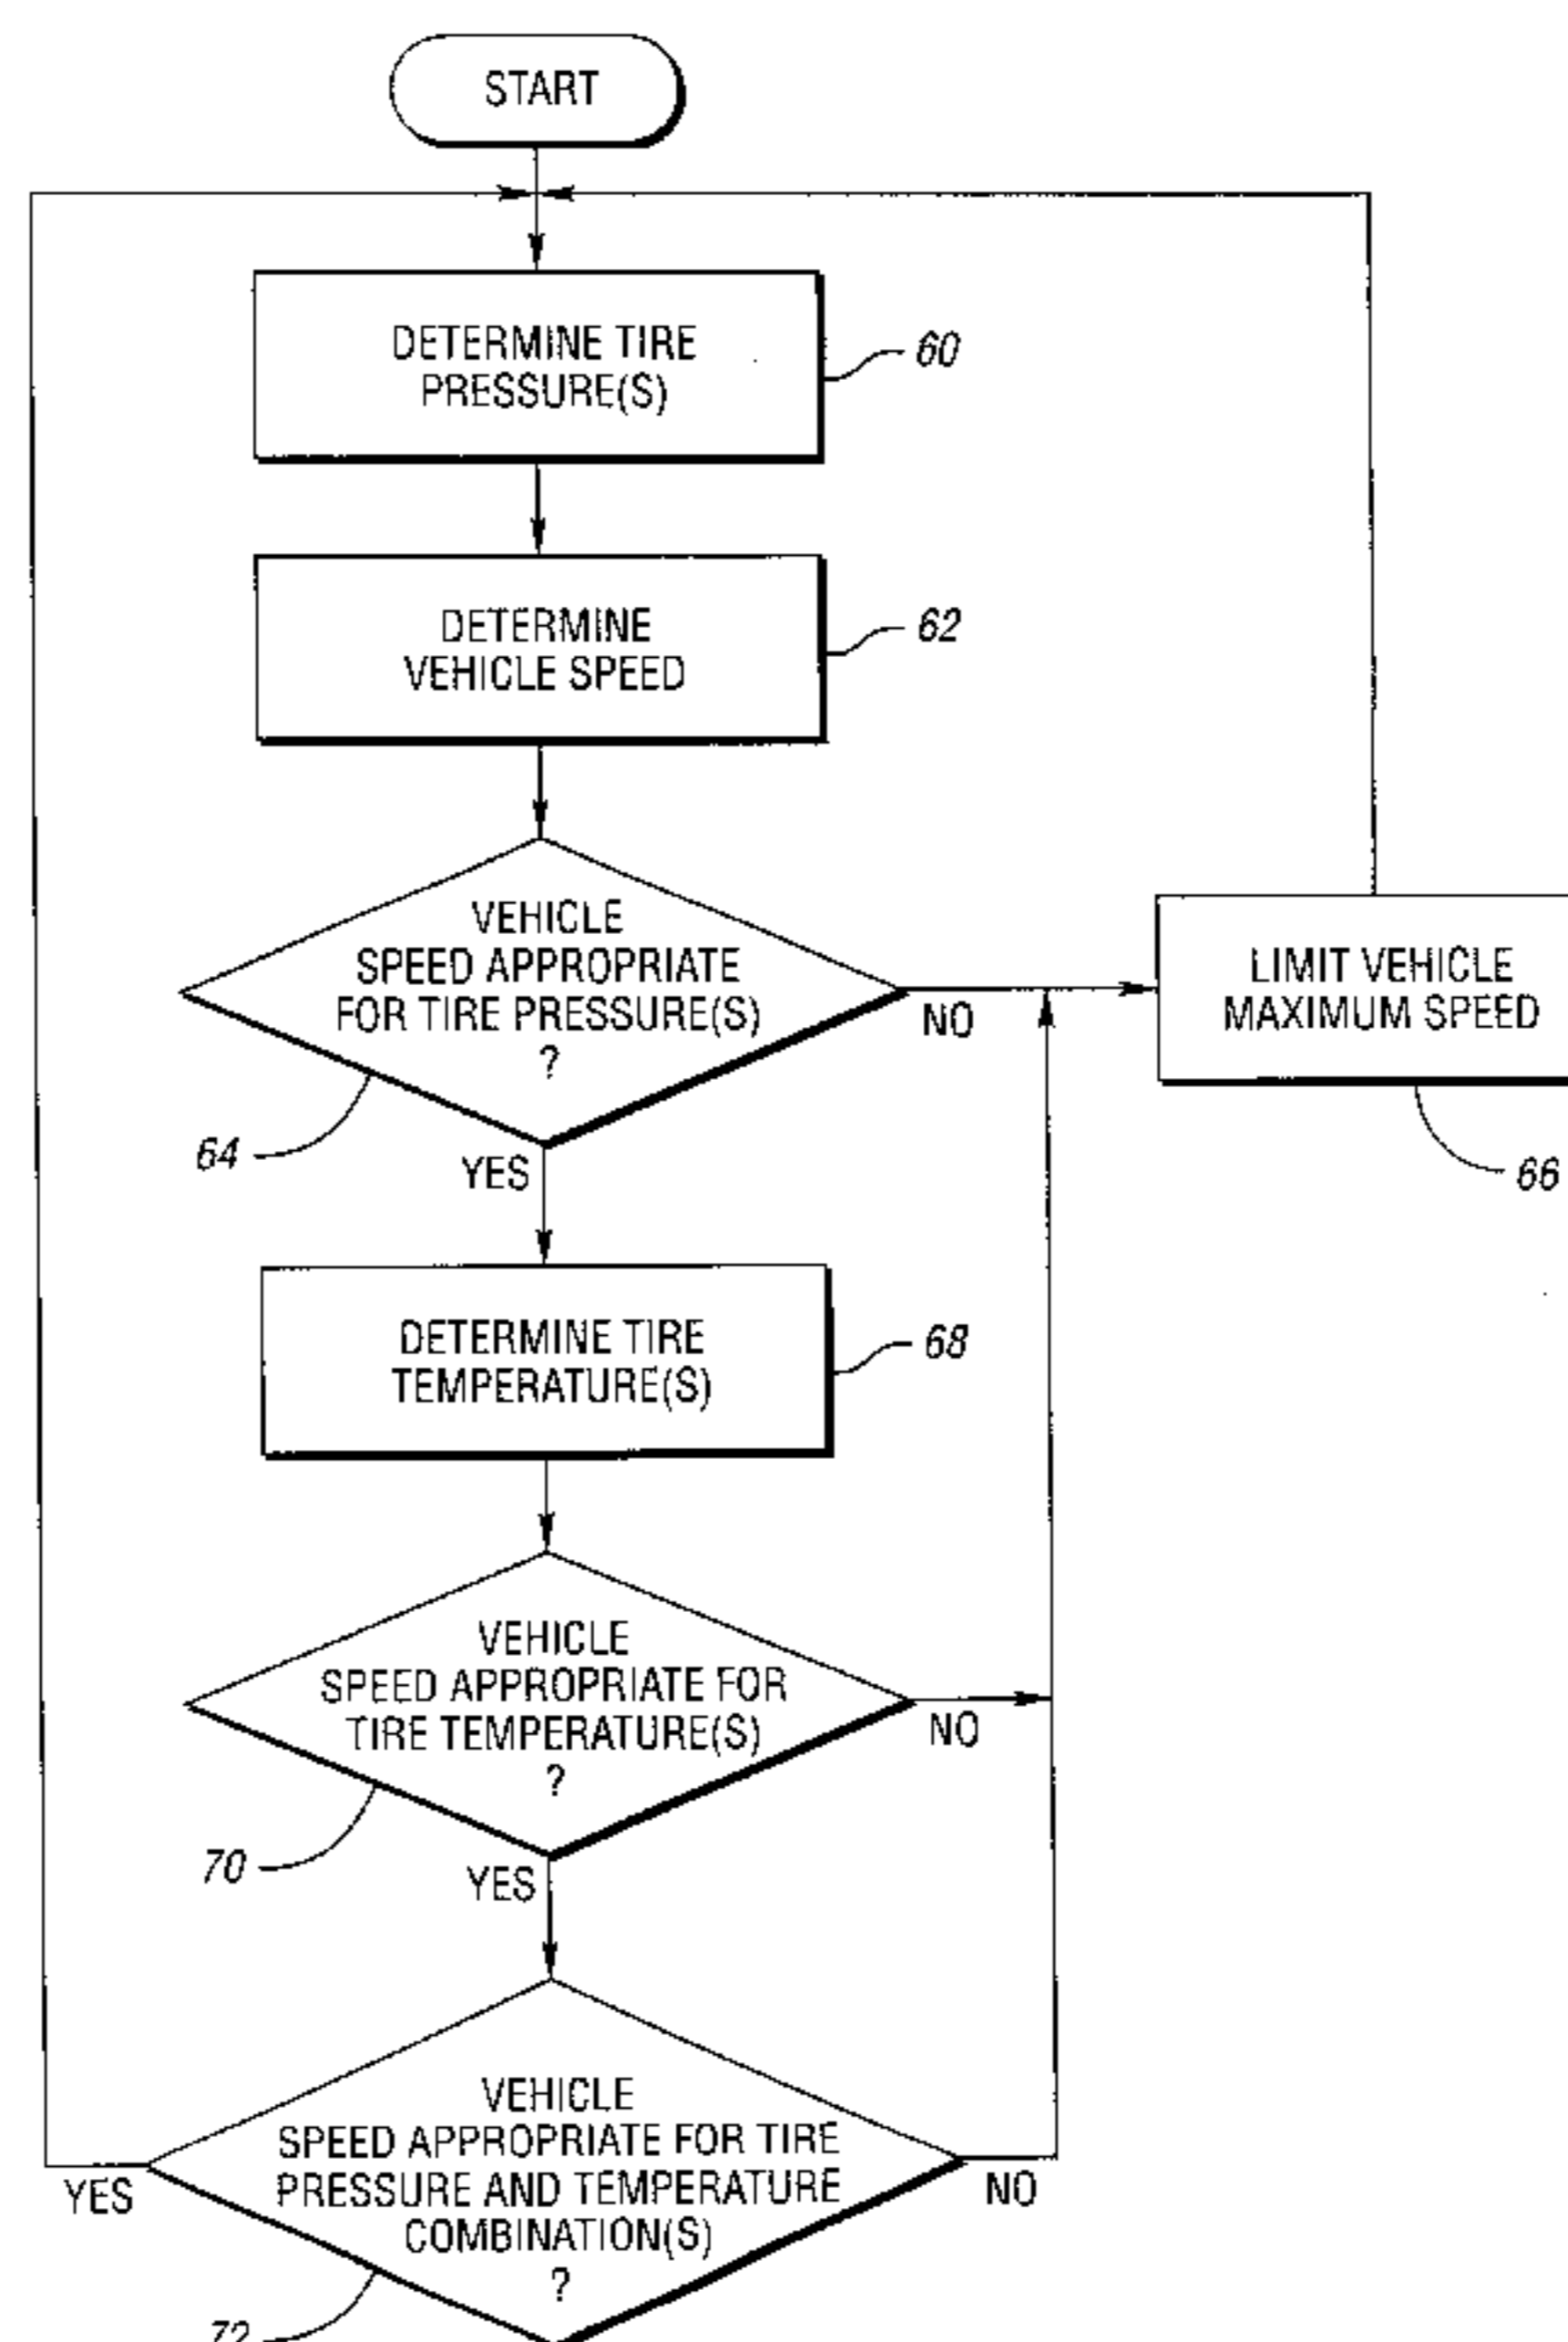 START
DETERMINE TIRE
PRESSURE(S)
60
DETERMINE
VEHICLE SPEED
62
VEHICLE
SPEED APPROPRIATE
FOR TIRE PRESSURE(S)
?
NO
64
YES
LIMIT VEHICLE
MAXIMUM SPEED
66
DETERMINE TIRE
TEMPERATURE(S)
68
VEHICLE
SPEED APPROPRIATE FOR
TIRE TEMPERATURE(S)
?
NO
70
YES
VEHICLE
SPEED APPROPRIATE FOR TIRE
PRESSURE AND TEMPERATURE
COMBINATION(S)
?
YES
NO
72